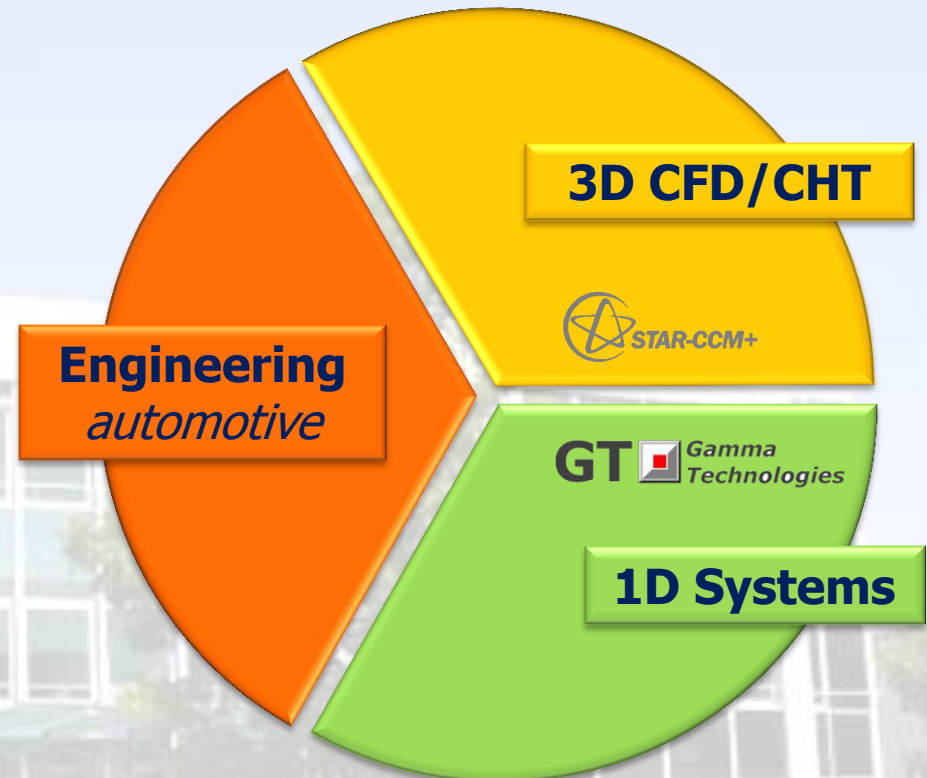 3D CFD/CHT
STAR-CCM+
Engineering
automotive
GT Gamma
Technologies
1D Systems